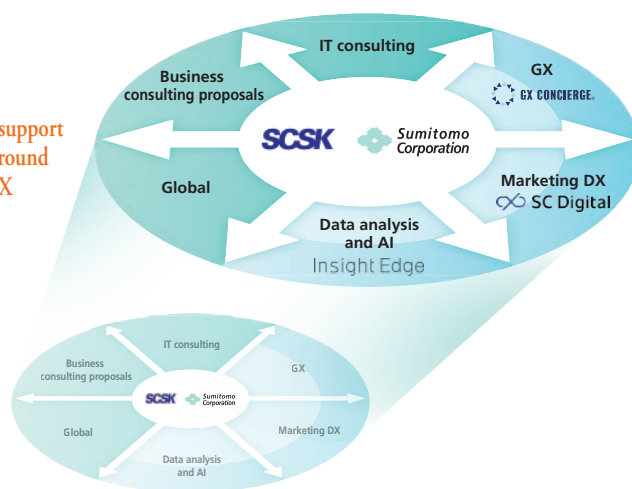 IT consulting
Business
consulting proposals
GX
GX CONCIERGE®
support
round
X
SCSK
Sumitomo
Corporation
Global
Marketing DX
SC Digital
Data analysis
and AI
Insight Edge
IT consulting
Business
consulting proposals
GX
SCSK
Sumitomo
Corporation
Global
Marketing DX
Data analysis
and AI